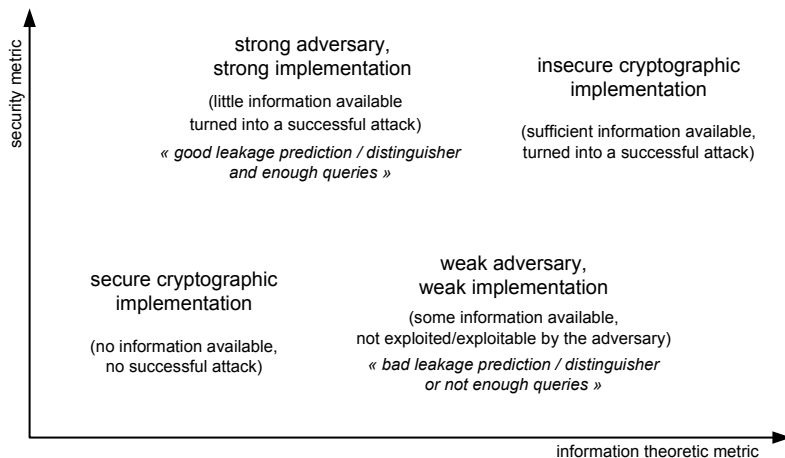 security metric
strong adversary,
strong implementation
(little information available
turned into a successful attack)
« good leakage prediction / distinguisher
and enough queries »
insecure cryptographic
implementation
(sufficient information available,
turned into a successful attack)
secure cryptographic
implementation
(no information available,
no successful attack)
weak adversary,
weak implementation
(some information available,
not exploited/exploitable by the adversary)
« bad leakage prediction / distinguisher
or not enough queries »
information theoretic metric